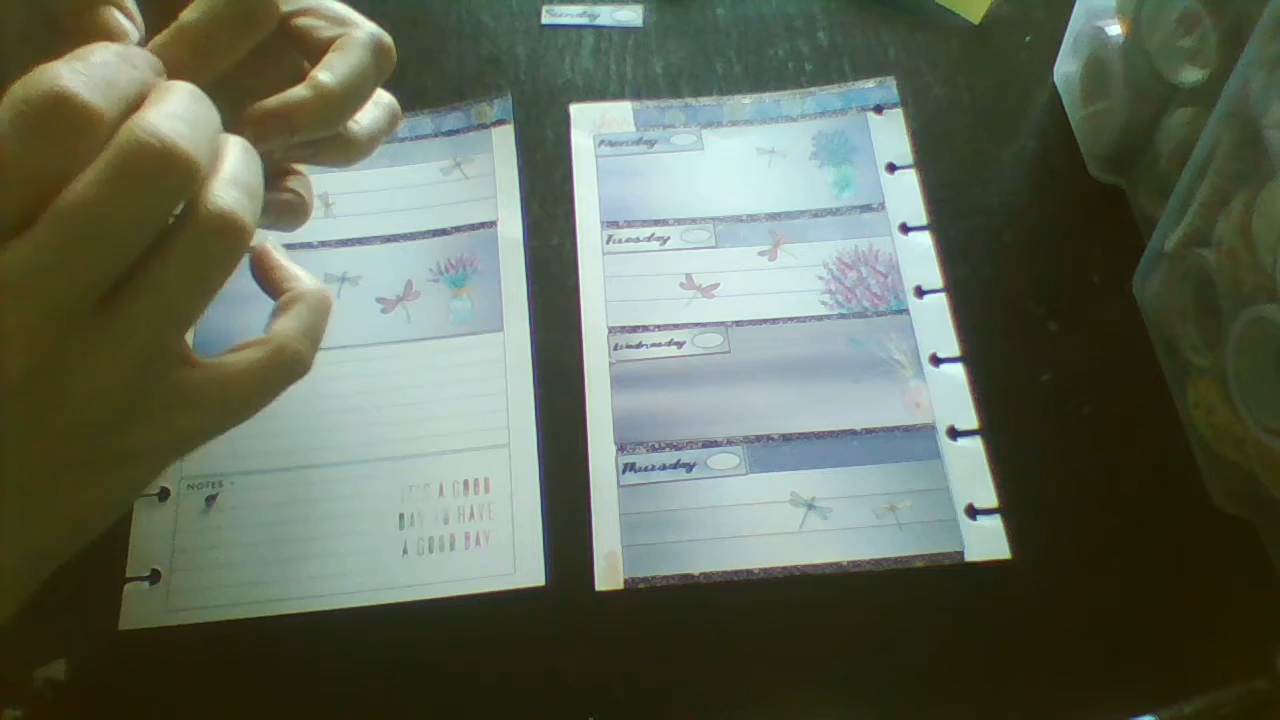 Sunday
Monday
Tuesday
Wednesday
Thursday
NOTES
IT'S A GOOD
DAY TO HAVE
A GOOD DAY